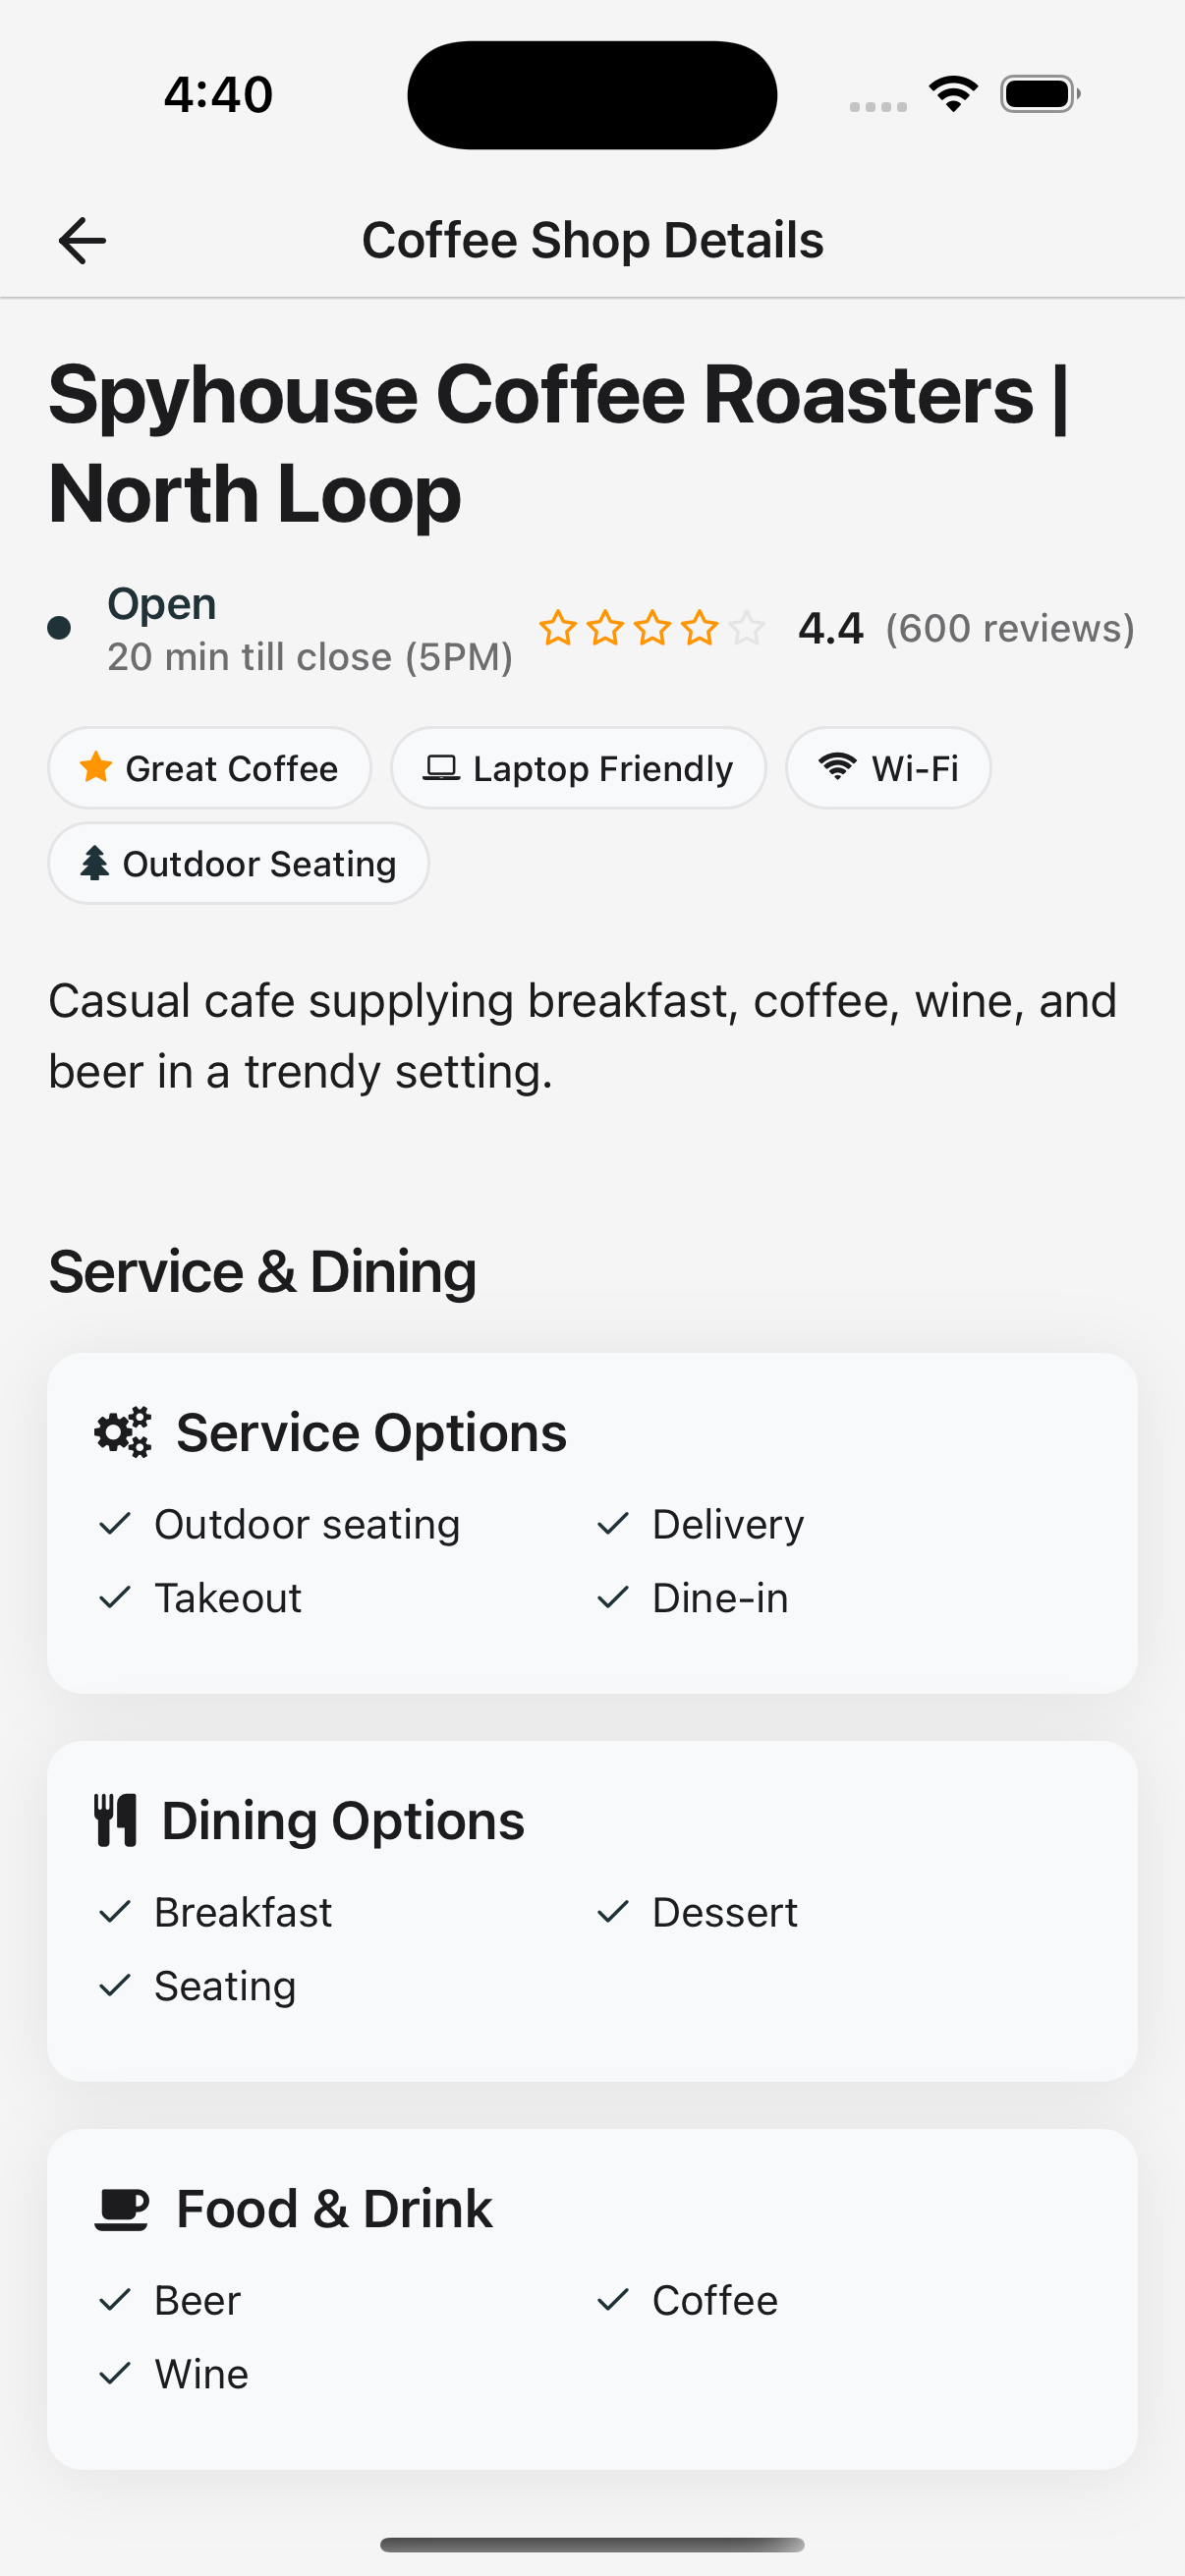 4:40
Coffee Shop Details
Spyhouse Coffee Roasters |
North Loop
Open
20 min till close (5PM)
4.4 (600 reviews)
Great Coffee
Laptop Friendly
Wi-Fi
Outdoor Seating
Casual cafe supplying breakfast, coffee, wine, and
beer in a trendy setting.
Service & Dining
Service Options
Outdoor seating
Delivery
Takeout
Dine-in
Dining Options
Breakfast
Dessert
Seating
Food & Drink
Beer
Coffee
Wine